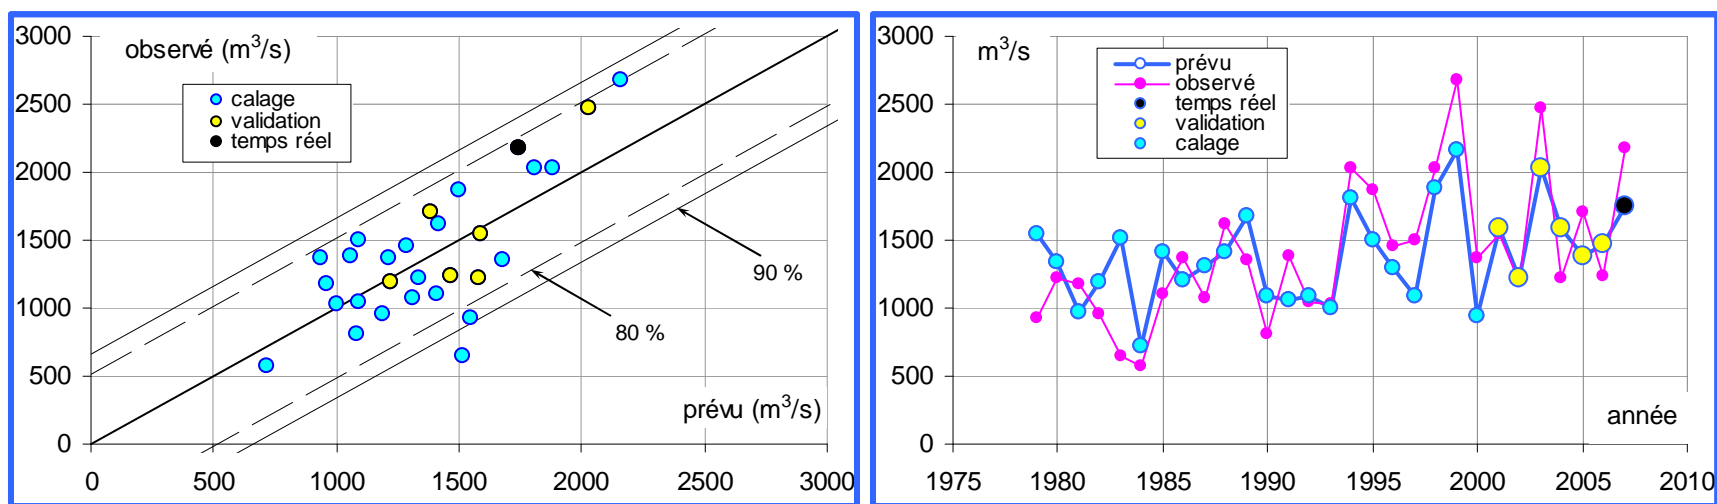 3000
observé (m³/s)
calage
validation
temps réel
2500
2000
1500
1000
500
0
90 %
80 %
prévu (m³/s)
0 500 1000 1500 2000 2500 3000
3000
m³/s
prévu
observé
temps réel
validation
calage
2500
2000
1500
1000
500
0
année
1975 1980 1985 1990 1995 2000 2005 2010